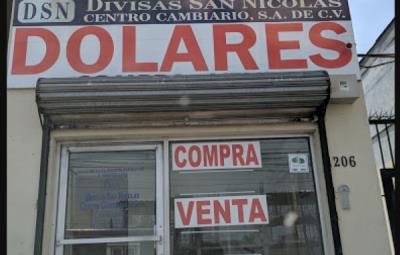 DSN
DIVISAS SAN NICOLAS
CENTRO CAMBIARIO, S.A. DE C.V.
DOLARES
COMPRA
206
VENTA